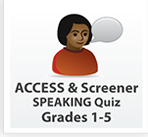 ACCESS & Screener
SPEAKING Quiz
Grades 1-5